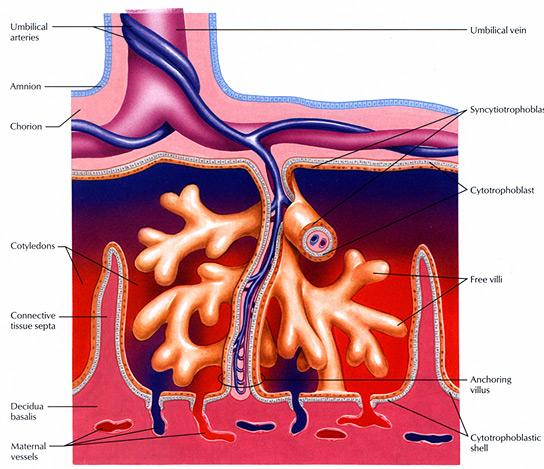 Umbilical
arteries
Amnion
Chorion
Cotyledons
Connective
tissue septa
Decidua
basalis
Maternal
vessels
Umbilical vein
Syncytiotrophoblas
Cytotrophoblast
Free villi
Anchoring
villus
Cytotrophoblastic
shell